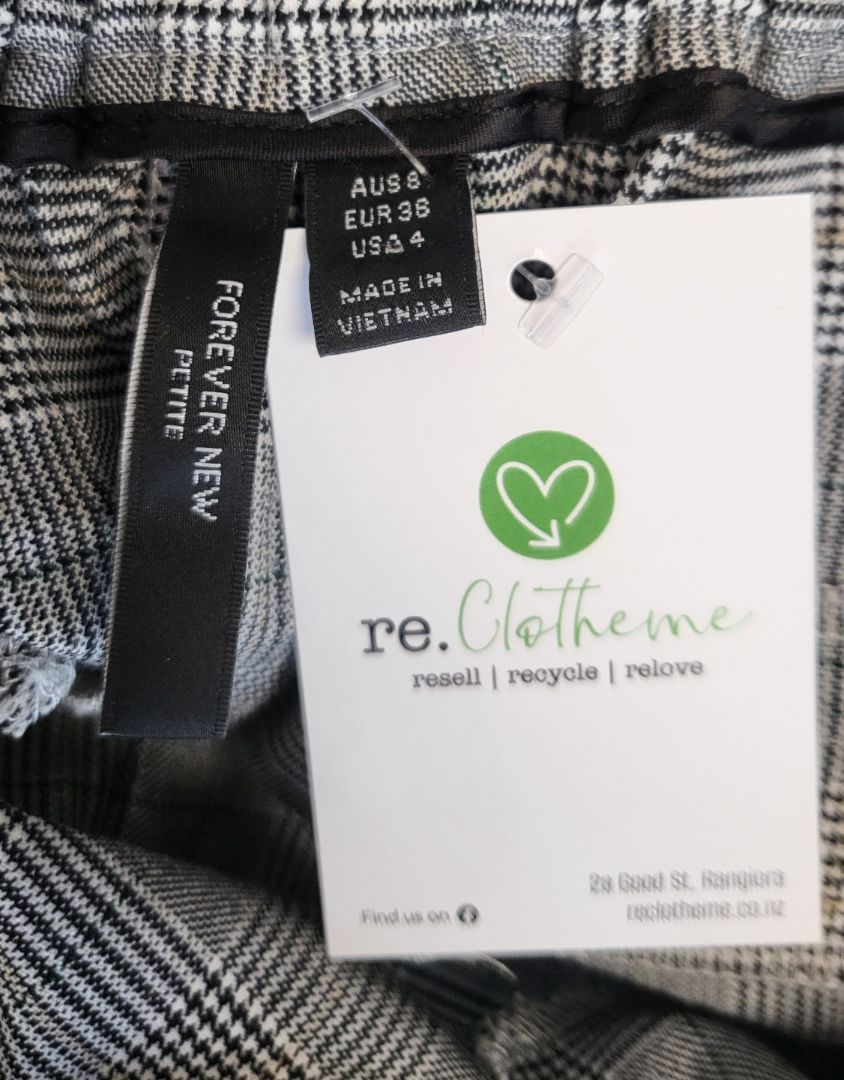 AUS 8
EUR 36
USA 4
MADE IN
VIETNAM
FOREVER NEW
PETITE
re.Clotheme
resell | recycle | relove
2a Good St, Rangiora
reclotheme.co.nz
Find us on